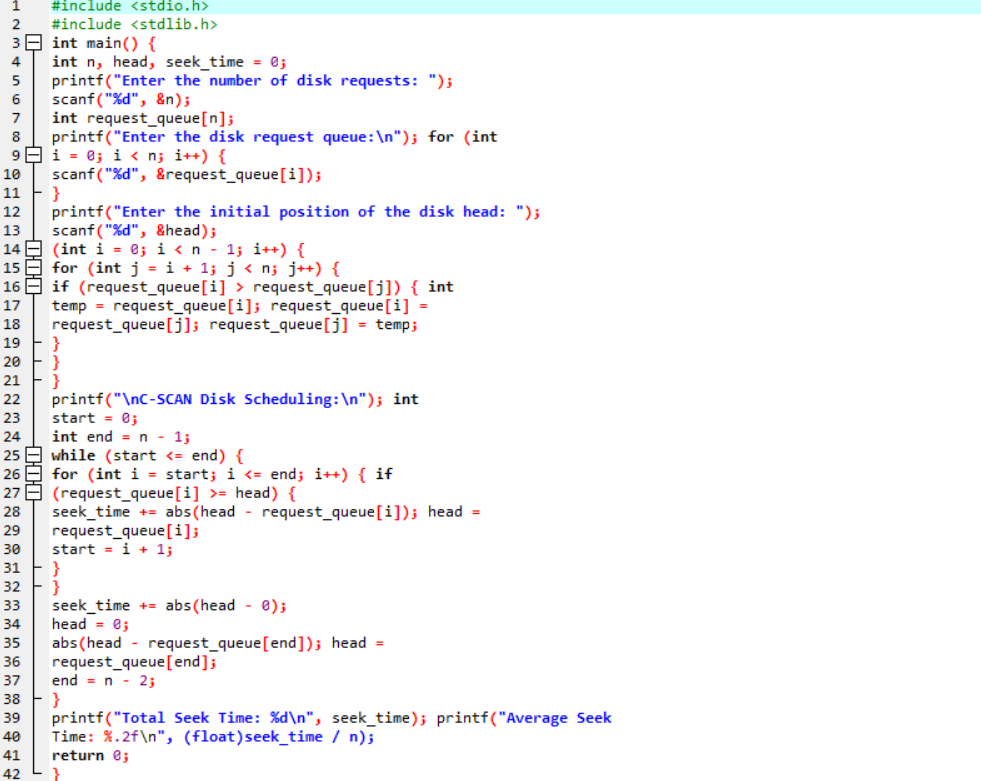 1 #include <stdio.h>
2 #include <stdlib.h>
3 int main() {
4 int n, head, seek_time = 0;
5 printf("Enter the number of disk requests: ");
6 scanf("%d", &n);
7 int request_queue[n];
8 printf("Enter the disk request queue:\n"); for (int
9 i = 0; i < n; i++) {
10 scanf("%d", &request_queue[i]);
11 }
12 printf("Enter the initial position of the disk head: ");
13 scanf("%d", &head);
14 (int i = 0; i < n - 1; i++) {
15 for (int j = i + 1; j < n; j++) {
16 if (request_queue[i] > request_queue[j]) { int
17 temp = request_queue[i]; request_queue[i] =
18 request_queue[j]; request_queue[j] = temp;
19 }
20 }
21 }
22 printf("\nC-SCAN Disk Scheduling:\n"); int
23 start = 0;
24 int end = n - 1;
25 while (start <= end) {
26 for (int i = start; i <= end; i++) { if
27 (request_queue[i] >= head) {
28 seek_time += abs(head - request_queue[i]); head =
29 request_queue[i];
30 start = i + 1;
31 }
32 }
33 seek_time += abs(head - 0);
34 head = 0;
35 abs(head - request_queue[end]); head =
36 request_queue[end];
37 end = n - 2;
38 }
39 printf("Total Seek Time: %d\n", seek_time); printf("Average Seek
40 Time: %.2f\n", (float)seek_time / n);
41 return 0;
42 }